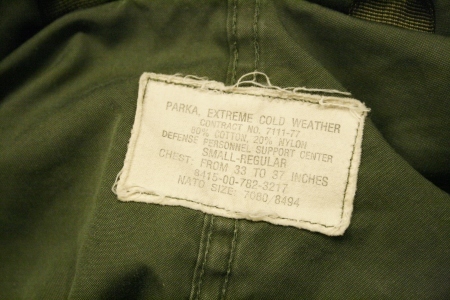 PARKA, EXTREME COLD WEATHER
CONTRACT NO. 7111-77
80% COTTON, 20% NYLON
DEFENSE PERSONNEL SUPPORT CENTER
SMALL-REGULAR
CHEST: FROM 33 TO 37 INCHES
8415-00-782-3217
NATO SIZE: 7080/8494